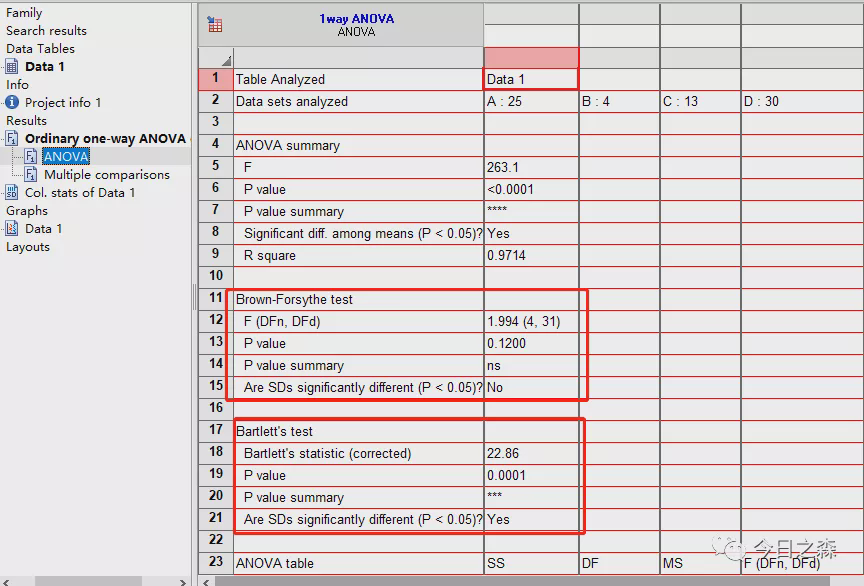 Family
Search results
Data Tables
Data 1
Info
Project info 1
Results
Ordinary one-way ANOVA
ANOVA
Multiple comparisons
Col. stats of Data 1
Graphs
Data 1
Layouts
1way ANOVA
ANOVA
1 Table Analyzed Data 1
2 Data sets analyzed A : 25 B : 4 C : 13 D : 30
3
4 ANOVA summary
5 F 263.1
6 P value <0.0001
7 P value summary ****
8 Significant diff. among means (P < 0.05)? Yes
9 R square 0.9714
10
11 Brown-Forsythe test
12 F (DFn, DFd) 1.994 (4, 31)
13 P value 0.1200
14 P value summary ns
15 Are SDs significantly different (P < 0.05)? No
16
17 Bartlett's test
18 Bartlett's statistic (corrected) 22.86
19 P value 0.0001
20 P value summary ***
21 Are SDs significantly different (P < 0.05)? Yes
22
23 ANOVA table SS DF MS F (DFn, DFd)
今日之森